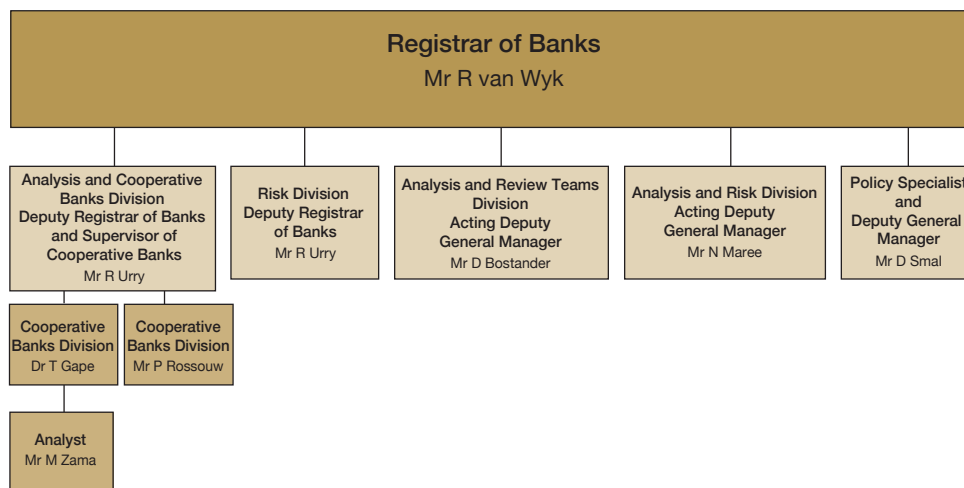 Registrar of Banks
Mr R van Wyk
Analysis and Cooperative
Banks Division
Deputy Registrar of Banks
and Supervisor of
Cooperative Banks
Mr R Urry
Risk Division
Deputy Registrar
of Banks
Mr R Urry
Analysis and Review Teams
Division
Acting Deputy
General Manager
Mr D Bostander
Analysis and Risk Division
Acting Deputy
General Manager
Mr N Maree
Policy Specialist
and
Deputy General
Manager
Mr D Smal
Cooperative
Banks Division
Dr T Gape
Cooperative
Banks Division
Mr P Rossouw
Analyst
Mr M Zama